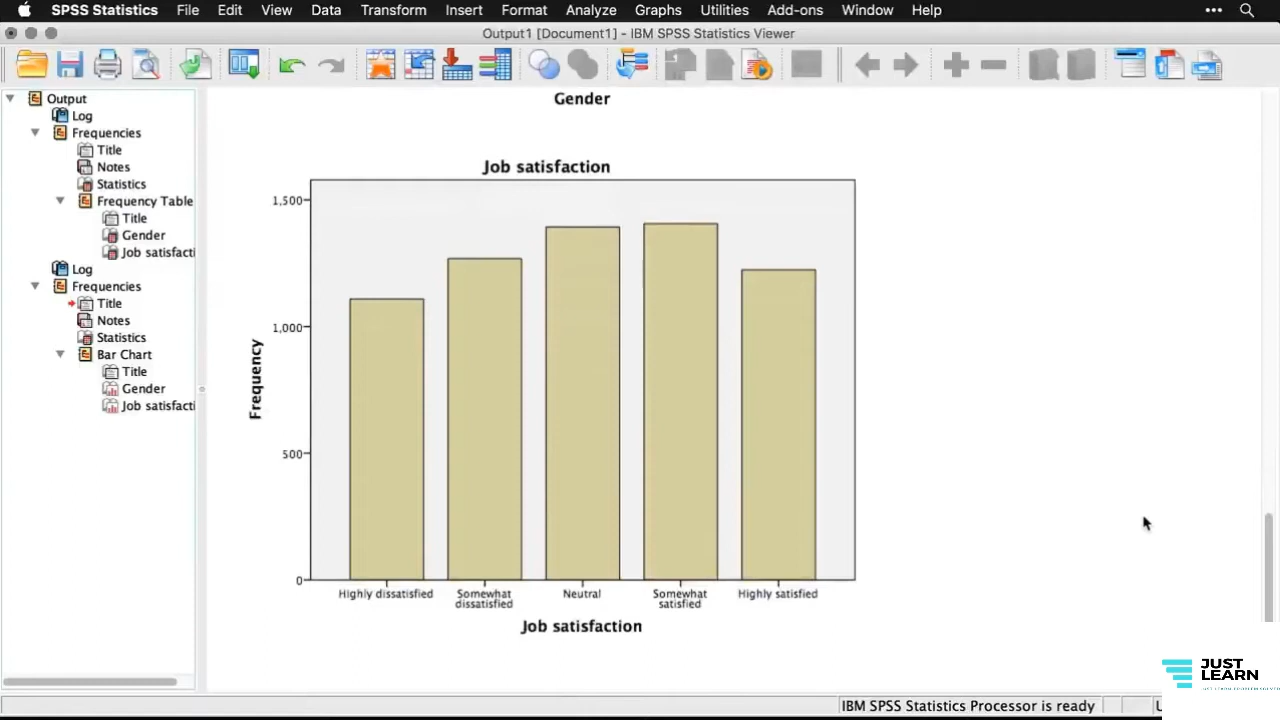 SPSS Statistics File Edit View Data Transform Insert Format Analyze Graphs Utilities Add-ons Window Help
Output1 [Document1] - IBM SPSS Statistics Viewer
Output
Log
Frequencies
Title
Notes
Statistics
Frequency Table
Title
Gender
Job satisfacti
Log
Frequencies
Title
Notes
Statistics
Bar Chart
Title
Gender
Job satisfacti
Gender
Job satisfaction
1,500
1,000
500
0
Frequency
Highly dissatisfied
Somewhat dissatisfied
Neutral
Somewhat satisfied
Highly satisfied
Job satisfaction
JUST
LEARN
IBM SPSS Statistics Processor is ready